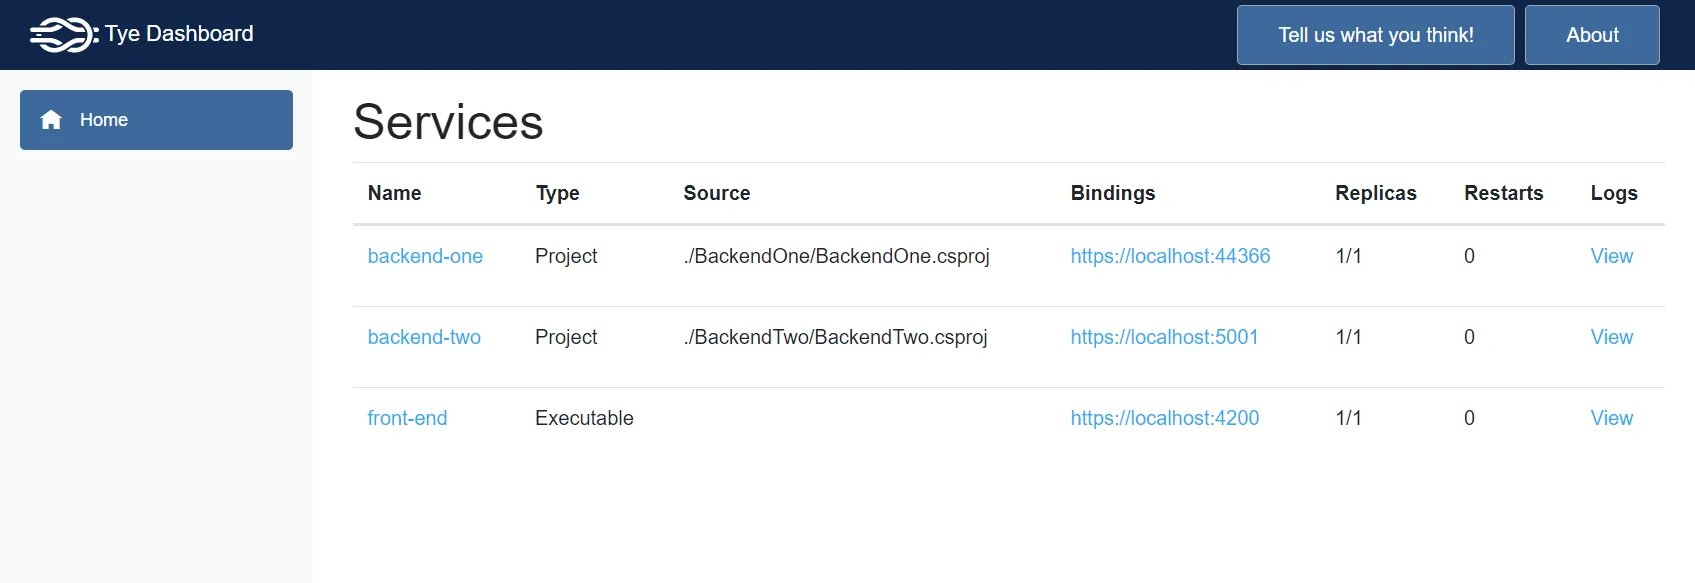 Tye Dashboard
Tell us what you think!
About
Home
Services
Name Type Source Bindings Replicas Restarts Logs
backend-one Project ./BackendOne/BackendOne.csproj https://localhost:44366 1/1 0 View
backend-two Project ./BackendTwo/BackendTwo.csproj https://localhost:5001 1/1 0 View
front-end Executable https://localhost:4200 1/1 0 View